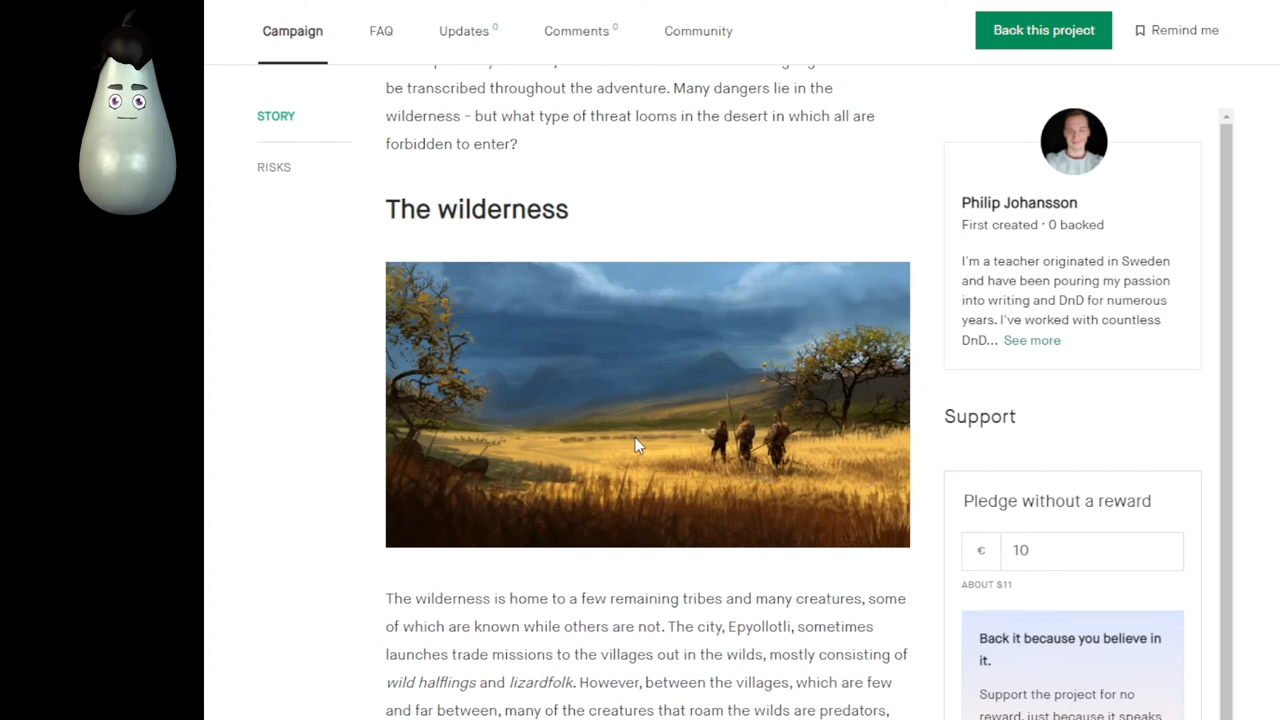 Campaign
FAQ
Updates 0
Comments 0
Community
Back this project
Remind me
STORY
RISKS
be transcribed throughout the adventure. Many dangers lie in the
wilderness - but what type of threat looms in the desert in which all are
forbidden to enter?
The wilderness
The wilderness is home to a few remaining tribes and many creatures, some
of which are known while others are not. The city, Epyollotli, sometimes
launches trade missions to the villages out in the wilds, mostly consisting of
wild halflings and lizardfolk. However, between the villages, which are few
and far between, many of the creatures that roam the wilds are predators,
Philip Johansson
First created · 0 backed
I'm a teacher originated in Sweden
and have been pouring my passion
into writing and DnD for numerous
years. I've worked with countless
DnD... See more
Support
Pledge without a reward
€ 10
ABOUT $11
Back it because you believe in
it.
Support the project for no
reward, just because it speaks